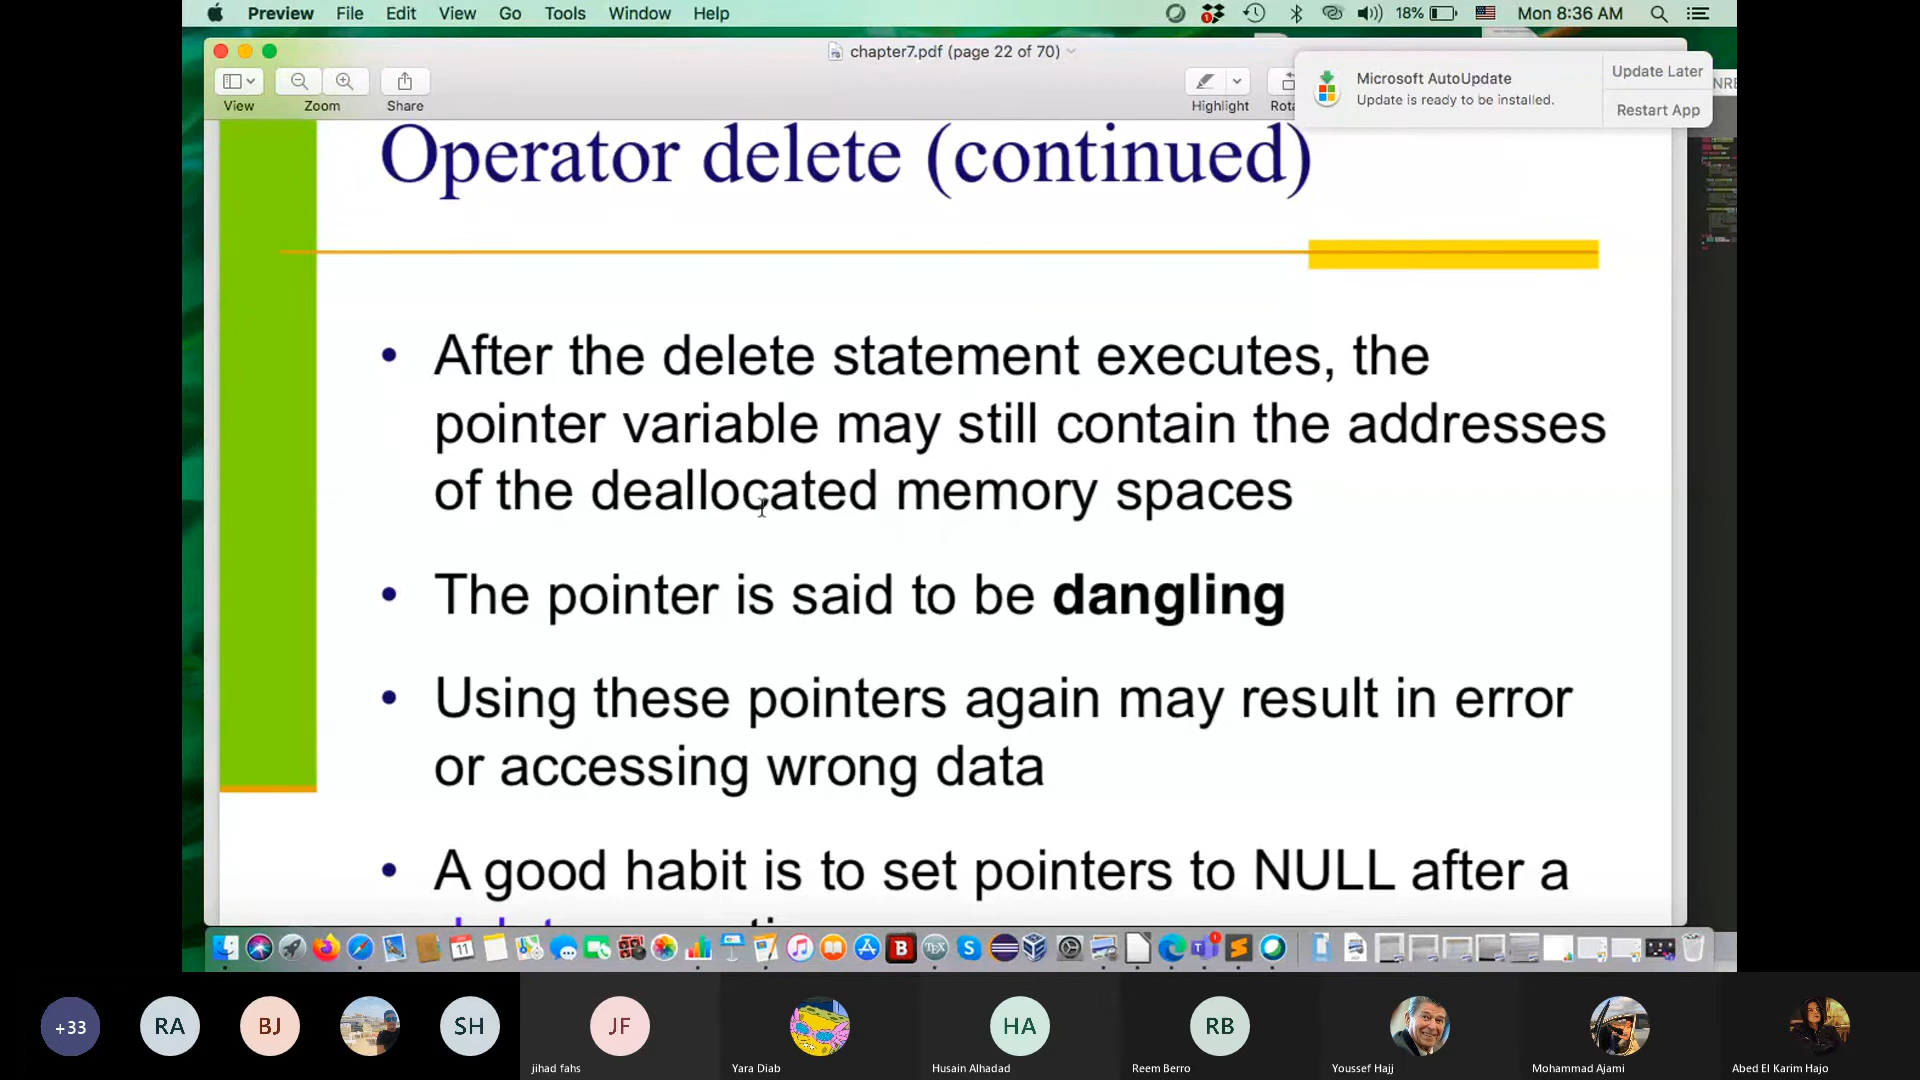 Preview File Edit View Go Tools Window Help
18% Mon 8:36 AM
chapter7.pdf (page 22 of 70)
View Zoom Share Highlight
Microsoft AutoUpdate
Update is ready to be installed.
Update Later
Restart App
Operator delete (continued)
• After the delete statement executes, the
pointer variable may still contain the addresses
of the deallocated memory spaces
• The pointer is said to be dangling
• Using these pointers again may result in error
or accessing wrong data
• A good habit is to set pointers to NULL after a
+33 RA BJ SH JF HA RB
jihad fahs Yara Diab Husain Alhadad Reem Berro Youssef Hajj Mohammad Ajami Abed El Karim Hajo